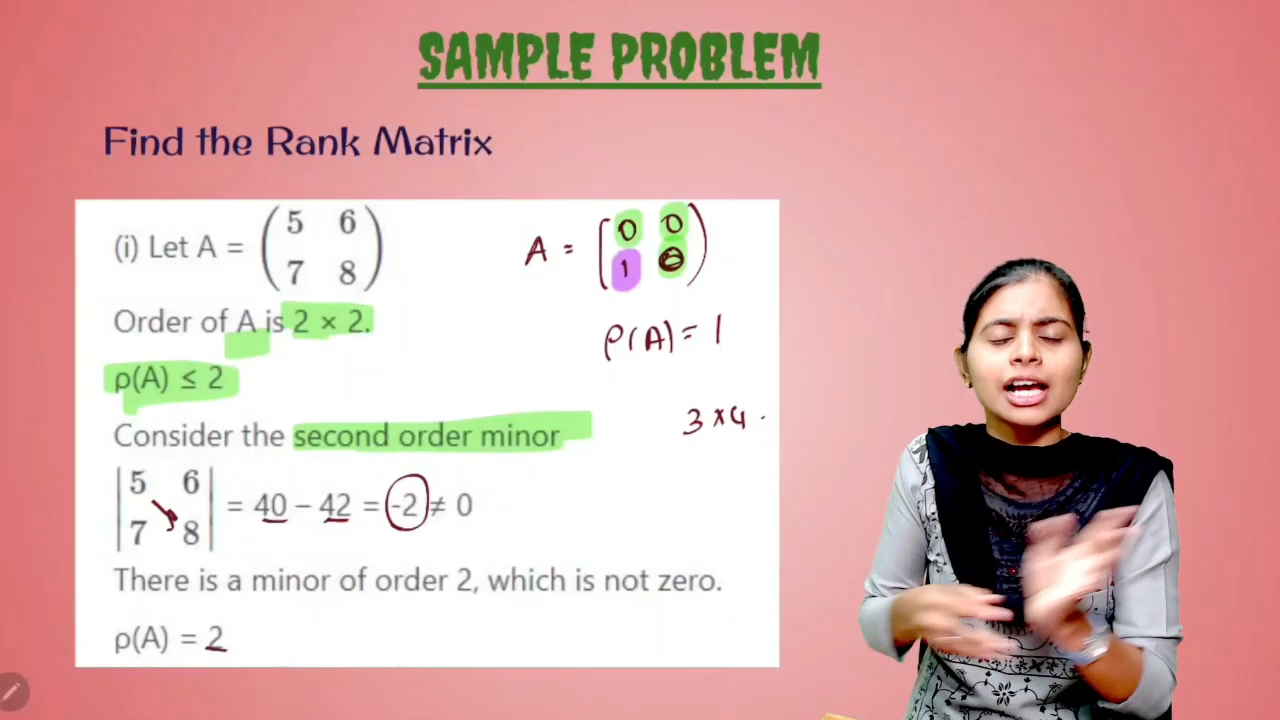 SAMPLE PROBLEM
Find the Rank Matrix
(i) Let A = (5 6
7 8)
Order of A is 2 × 2.
ρ(A) ≤ 2
Consider the second order minor
|5 6
7 8| = 40 − 42 = -2 ≠ 0
There is a minor of order 2, which is not zero.
ρ(A) = 2
A = [0 0
1 0)
ρ(A) = 1
3 × 4